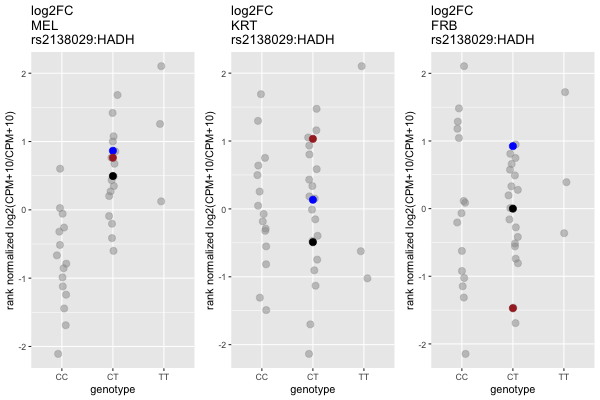 log2FC
MEL
rs2138029:HADH
rank normalized log2(CPM+10/CPM+10)
2
1
0
-1
-2
CC
CT
TT
genotype
log2FC
KRT
rs2138029:HADH
rank normalized log2(CPM+10/CPM+10)
2
1
0
-1
-2
CC
CT
TT
genotype
log2FC
FRB
rs2138029:HADH
rank normalized log2(CPM+10/CPM+10)
2
1
0
-1
-2
CC
CT
TT
genotype